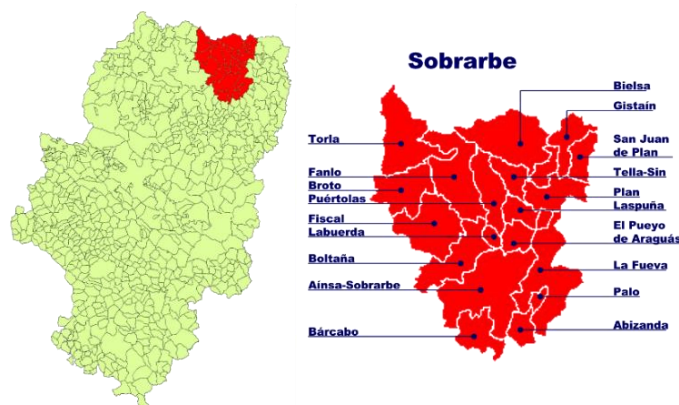 Sobrarbe
Bielsa
Gistaín
Torla
San Juan
de Plan
Fanlo
Tella-Sin
Broto
Plan
Puértolas
Laspuña
Fiscal
Labuerda
El Pueyo
de Araguás
Boltaña
La Fueva
Aínsa-Sobrarbe
Palo
Bárcabo
Abizanda